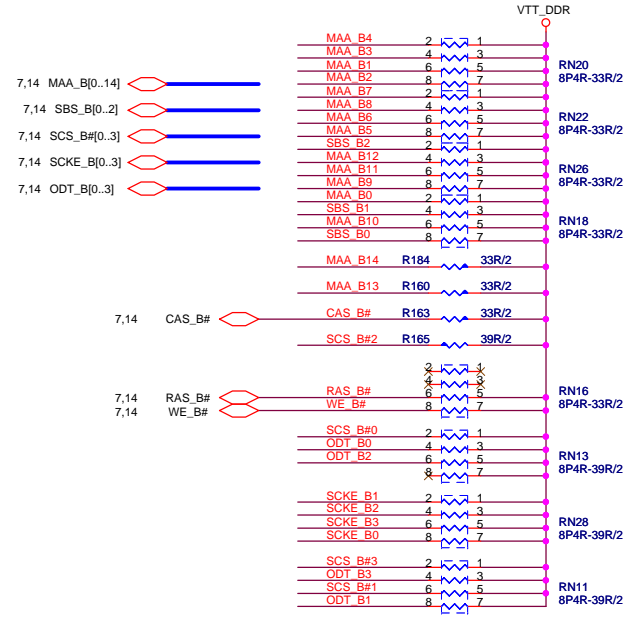 VTT_DDR
MAA_B4 2 1
MAA_B3 4 3
MAA_B1 6 5 RN20
MAA_B2 8 7 8P4R-33R/2
7,14 MAA_B[0..14]
MAA_B7 2 1
MAA_B8 4 3
7,14 SBS_B[0..2]
MAA_B6 6 5 RN22
MAA_B5 8 7 8P4R-33R/2
7,14 SCS_B#[0..3]
SBS_B2 2 1
MAA_B12 4 3
7,14 SCKE_B[0..3]
MAA_B11 6 5 RN26
MAA_B9 8 7 8P4R-33R/2
7,14 ODT_B[0..3]
MAA_B0 2 1
SBS_B1 4 3
MAA_B10 6 5 RN18
SBS_B0 8 7 8P4R-33R/2
MAA_B14 R184 33R/2
MAA_B13 R160 33R/2
7,14 CAS_B# CAS_B# R163 33R/2
SCS_B#2 R165 39R/2
2 1
4 3
7,14 RAS_B# RAS_B# 6 5 RN16
7,14 WE_B# WE_B# 8 7 8P4R-33R/2
SCS_B#0 2 1
ODT_B0 4 3
ODT_B2 6 5 RN13
8 7 8P4R-39R/2
SCKE_B1 2 1
SCKE_B2 4 3
SCKE_B3 6 5 RN28
SCKE_B0 8 7 8P4R-39R/2
SCS_B#3 2 1
ODT_B3 4 3
SCS_B#1 6 5 RN11
ODT_B1 8 7 8P4R-39R/2